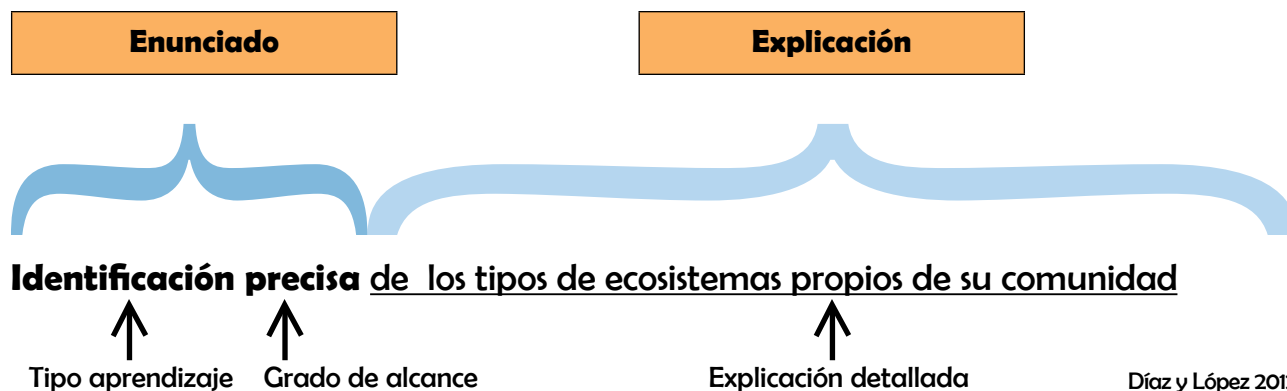 Enunciado Explicación
Identificación precisa de los tipos de ecosistemas propios de su comunidad
Tipo aprendizaje Grado de alcance Explicación detallada Díaz y López